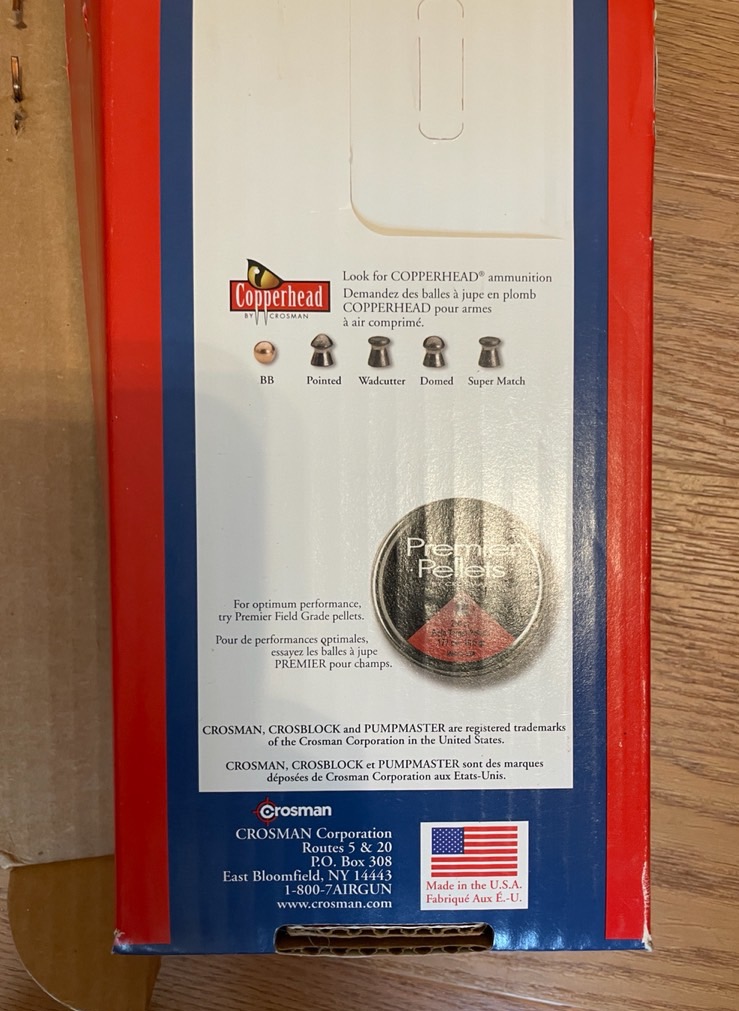 Copperhead
BY CROSMAN
Look for COPPERHEAD® ammunition
Demandez des balles à jupe en plomb
COPPERHEAD pour armes
à air comprimé.
BB Pointed Wadcutter Domed Super Match
Premier
Pellets
For optimum performance,
try Premier Field Grade pellets.
Pour de performances optimales,
essayez les balles à jupe
PREMIER pour champs.
CROSMAN, CROSBLOCK and PUMPMASTER are registered trademarks
of the Crosman Corporation in the United States.
CROSMAN, CROSBLOCK et PUMPMASTER sont des marques
déposées de Crosman Corporation aux Etats-Unis.
Crosman
CROSMAN Corporation
Routes 5 & 20
P.O. Box 308
East Bloomfield, NY 14443
1-800-7AIRGUN
www.crosman.com
Made in the U.S.A.
Fabriqué Aux É.-U.